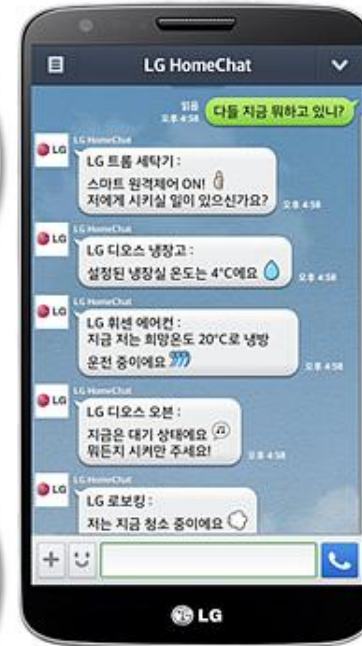 LG HomeChat
읽음
오후 4:58
다들 지금 뭐하고 있니?
LG HomeChat
LG
LG 트롬 세탁기 :
스마트 원격제어 ON!
저에게 시키실 일이 있으신가요?
오후 4:58
LG HomeChat
LG
LG 디오스 냉장고 :
설정된 냉장실 온도는 4°C에요
오후 4:58
LG HomeChat
LG
LG 휘센 에어컨 :
지금 저는 희망온도 20°C로 냉방
운전 중이에요
오후 4:58
LG HomeChat
LG
LG 디오스 오븐 :
지금은 대기 상태에요
뭐든지 시켜만 주세요!
오후 4:58
LG HomeChat
LG
LG 로보킹 :
저는 지금 청소 중이에요
LG